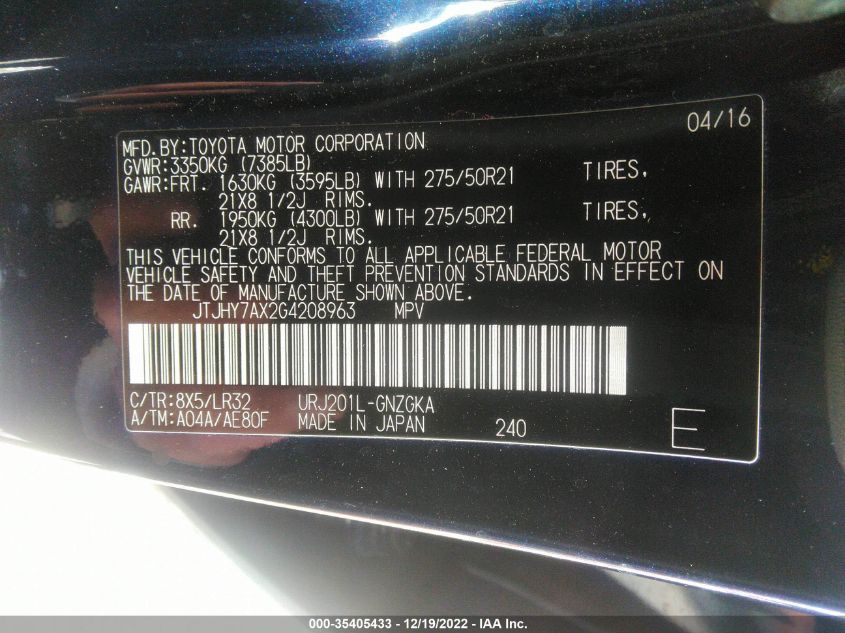 04/16
MFD.BY:TOYOTA MOTOR CORPORATION
GVWR:3350KG (7385LB)
GAWR:FRT. 1630KG (3595LB) WITH 275/50R21 TIRES,
21X8 1/2J RIMS.
RR. 1950KG (4300LB) WITH 275/50R21 TIRES,
21X8 1/2J RIMS.
THIS VEHICLE CONFORMS TO ALL APPLICABLE FEDERAL MOTOR
VEHICLE SAFETY AND THEFT PREVENTION STANDARDS IN EFFECT ON
THE DATE OF MANUFACTURE SHOWN ABOVE.
JTJHY7AX2G4208963 MPV
C/TR:8X5/LR32 URJ201L-GNZGKA
A/TM:A04A/AE80F MADE IN JAPAN 240
E
000-35405433 - 12/19/2022 - IAA Inc.